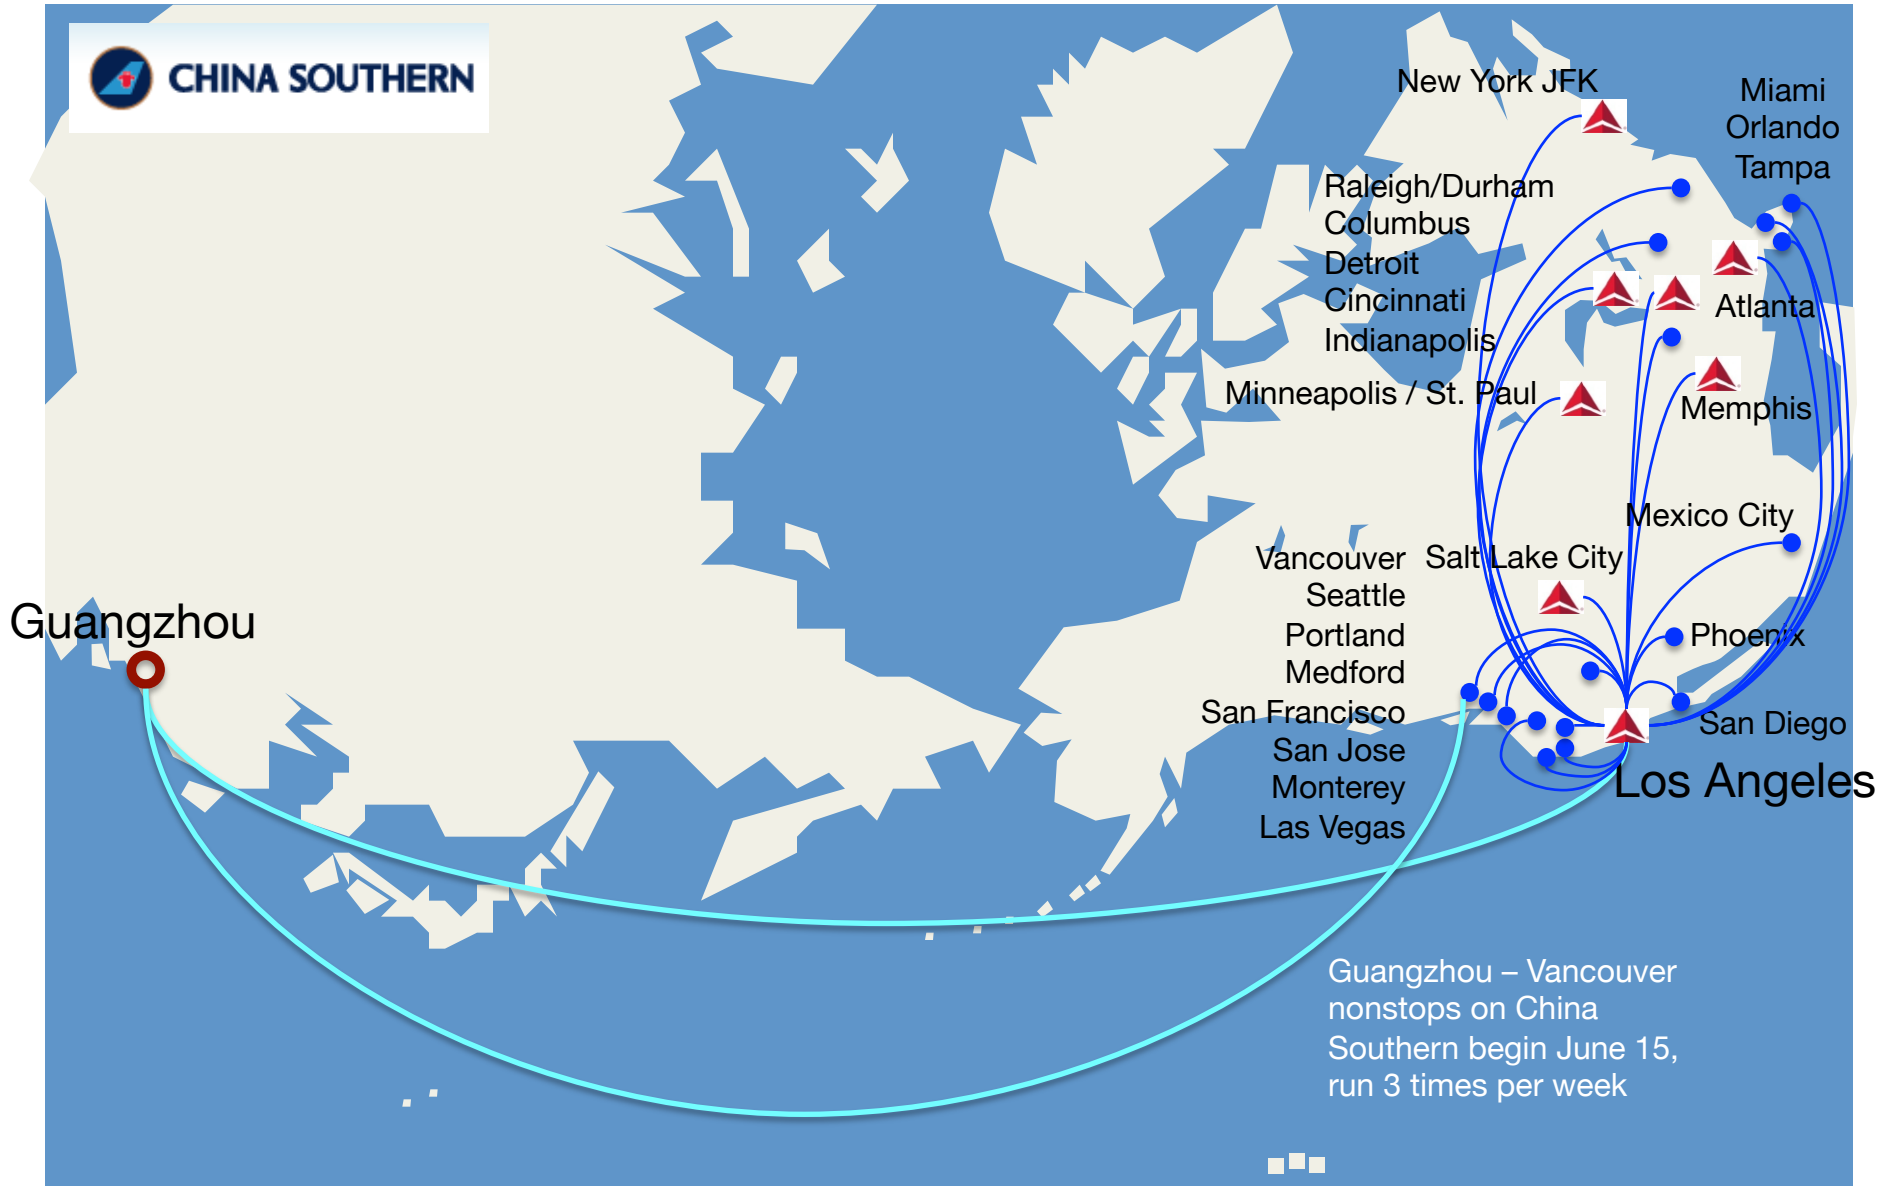 CHINA SOUTHERN
New York JFK
Miami
Orlando
Tampa
Raleigh/Durham
Columbus
Detroit
Cincinnati
Indianapolis
Atlanta
Minneapolis / St. Paul
Memphis
Mexico City
Vancouver
Salt Lake City
Seattle
Portland
Phoenix
Medford
San Francisco
San Diego
San Jose
Monterey
Las Vegas
Los Angeles
Guangzhou
Guangzhou – Vancouver
nonstops on China
Southern begin June 15,
run 3 times per week